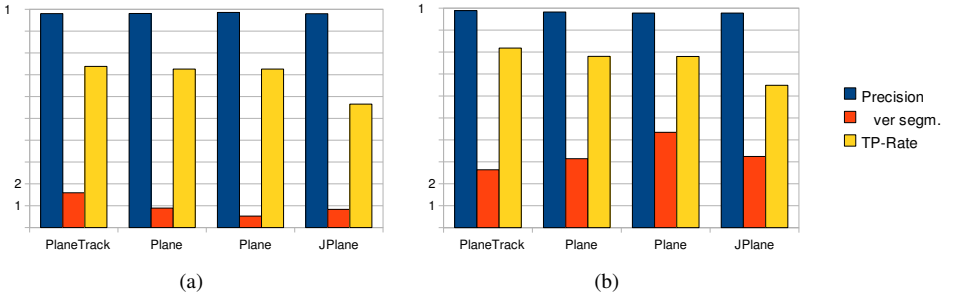 1
2
1
PlaneTrack Plane Plane JPlane
(a)
1
2
1
PlaneTrack Plane Plane JPlane
(b)
Precision
ver segm.
TP-Rate